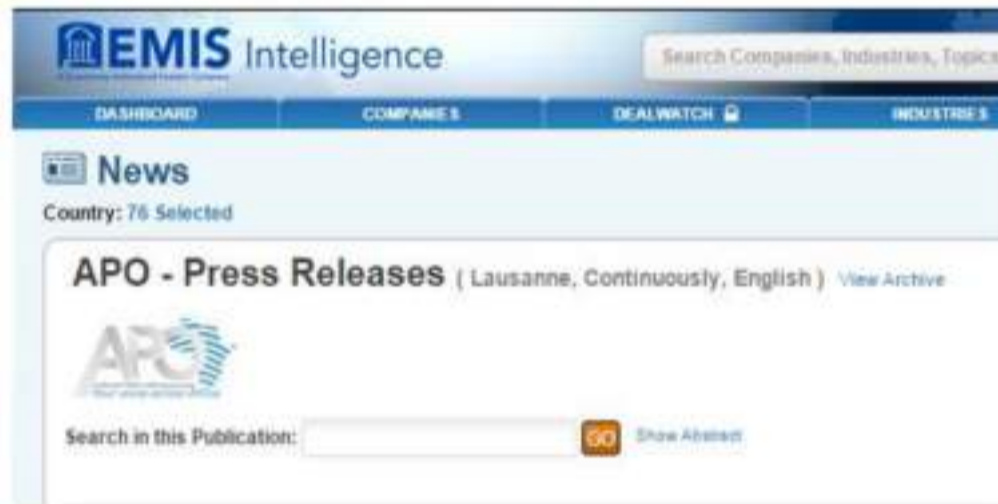 EMIS Intelligence
Search Companies, Industries, Topics
DASHBOARD COMPANIES DEALWATCH INDUSTRIES
News
Country: 76 Selected
APO - Press Releases ( Lausanne, Continuously, English ) View Archive
APO
Search in this Publication: GO Show Abstract